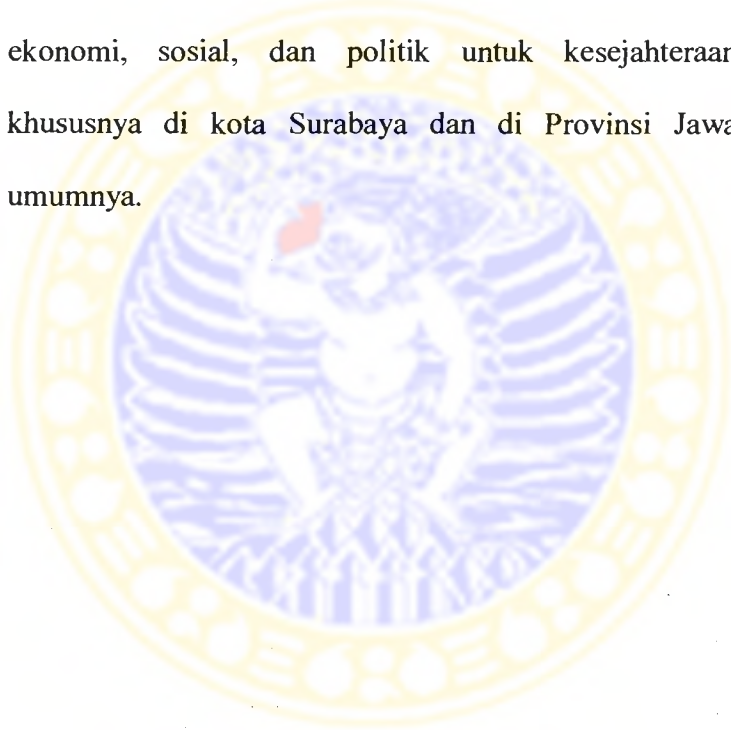 ekonomi, sosial, dan politik untuk kesejahteraan
khususnya di kota Surabaya dan di Provinsi Jawa
umumnya.